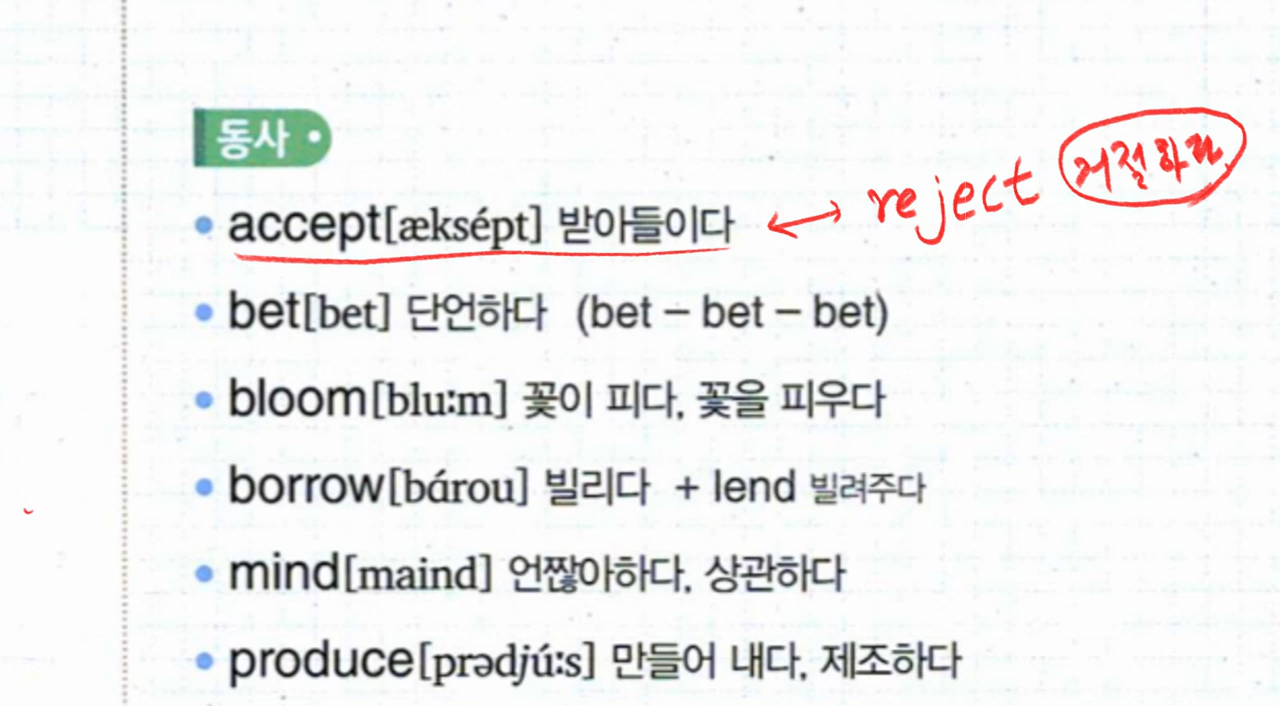 동사
accept[æksépt] 받아들이다 ↔ reject 거절하다
bet[bet] 단언하다 (bet – bet – bet)
bloom[blu:m] 꽃이 피다, 꽃을 피우다
borrow[bɑ́rou] 빌리다 + lend 빌려주다
mind[maind] 언짢아하다, 상관하다
produce[prədjú:s] 만들어 내다, 제조하다